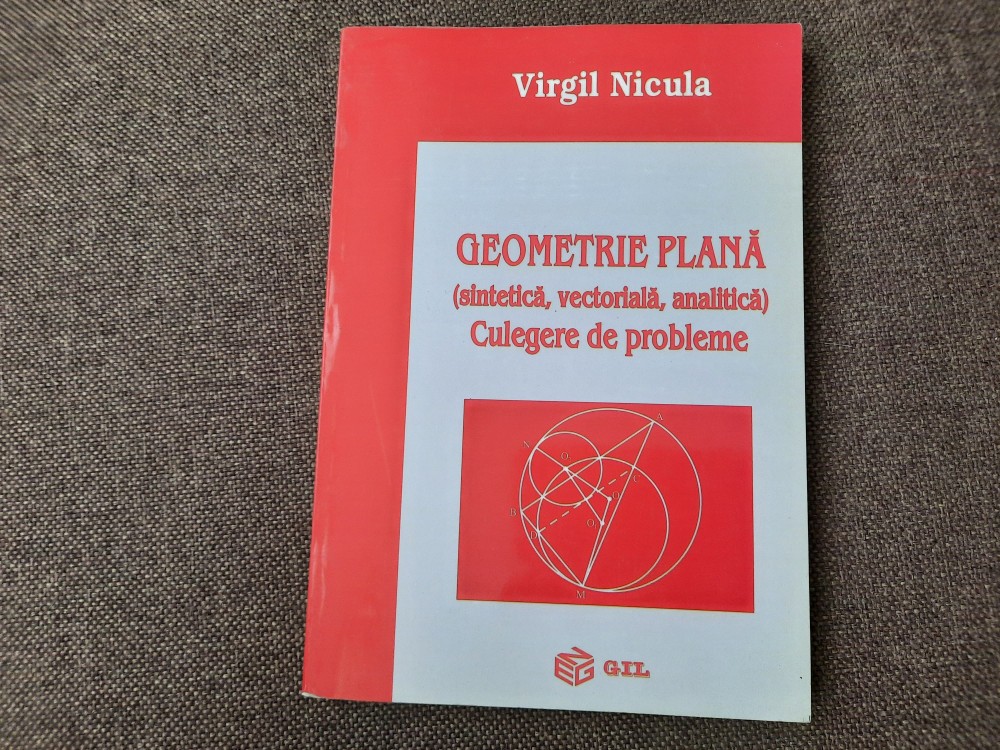 Virgil Nicula
GEOMETRIE PLANĂ
(sintetică, vectorială, analitică)
Culegere de probleme
A
N
O
C
B
D
M
GIL